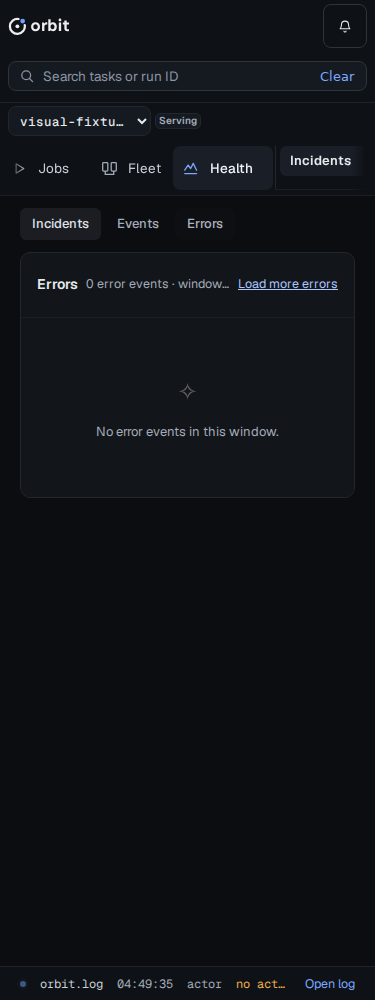 orbit
Search tasks or run ID Clear
visual-fixtu… Serving
Jobs Fleet Health Incidents
Incidents Events Errors
Errors 0 error events · window… Load more errors
No error events in this window.
orbit.log 04:49:35 actor no act… Open log